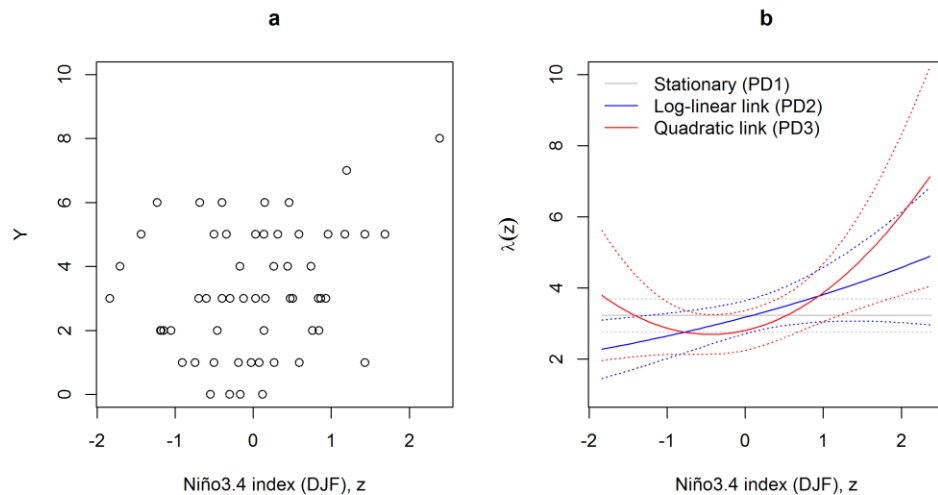 a
10
8
6
4
2
0
Y
-2
-1
0
1
2
Niño3.4 index (DJF), z
b
Stationary (PD1)
Log-linear link (PD2)
Quadratic link (PD3)
10
8
6
4
2
λ(z)
-2
-1
0
1
2
Niño3.4 index (DJF), z